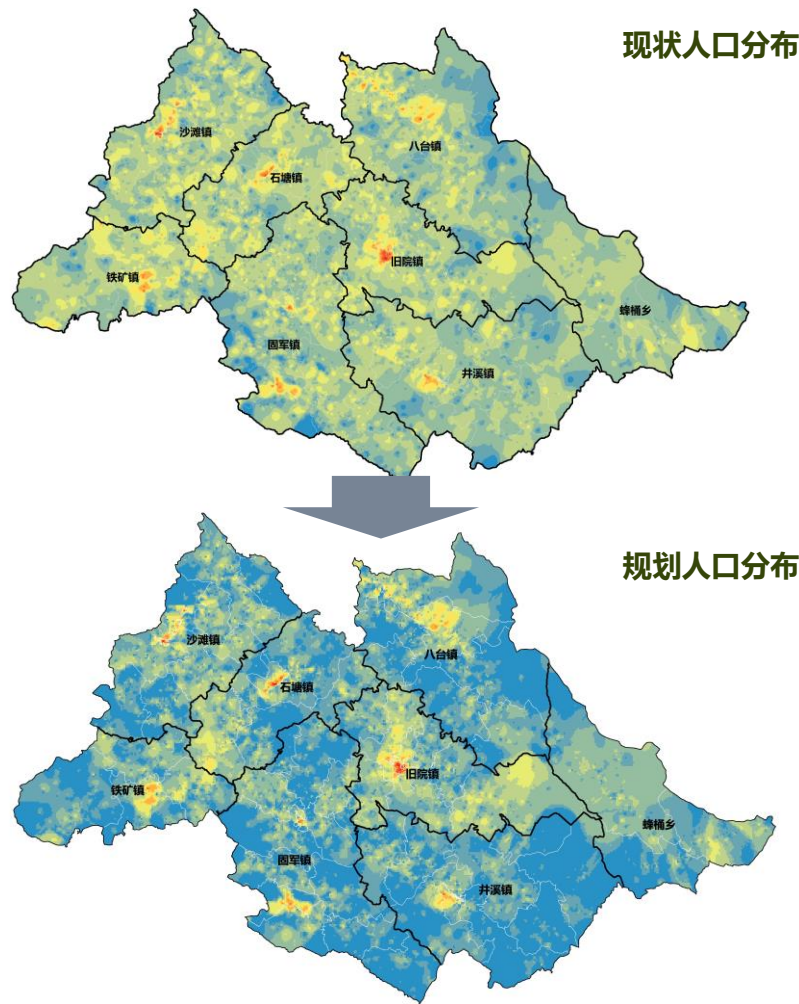 现状人口分布
沙滩镇
八台镇
石塘镇
旧院镇
铁矿镇
蜂桶乡
固军镇
井溪镇
规划人口分布
沙滩镇
八台镇
石塘镇
旧院镇
铁矿镇
蜂桶乡
固军镇
井溪镇